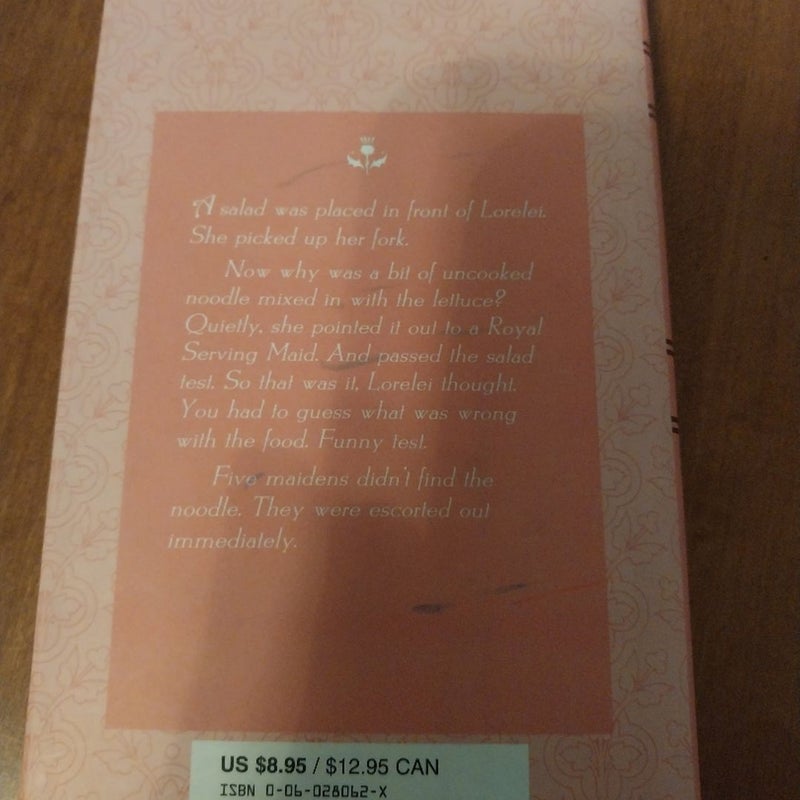 A salad was placed in front of Lorelei.
She picked up her fork.
Now why was a bit of uncooked
noodle mixed in with the lettuce?
Quietly, she pointed it out to a Royal
Serving Maid. And passed the salad
test. So that was it, Lorelei thought.
You had to guess what was wrong
with the food. Funny test.
Five maidens didn't find the
noodle. They were escorted out
immediately.
US $8.95 / $12.95 CAN
ISBN 0-06-028062-X